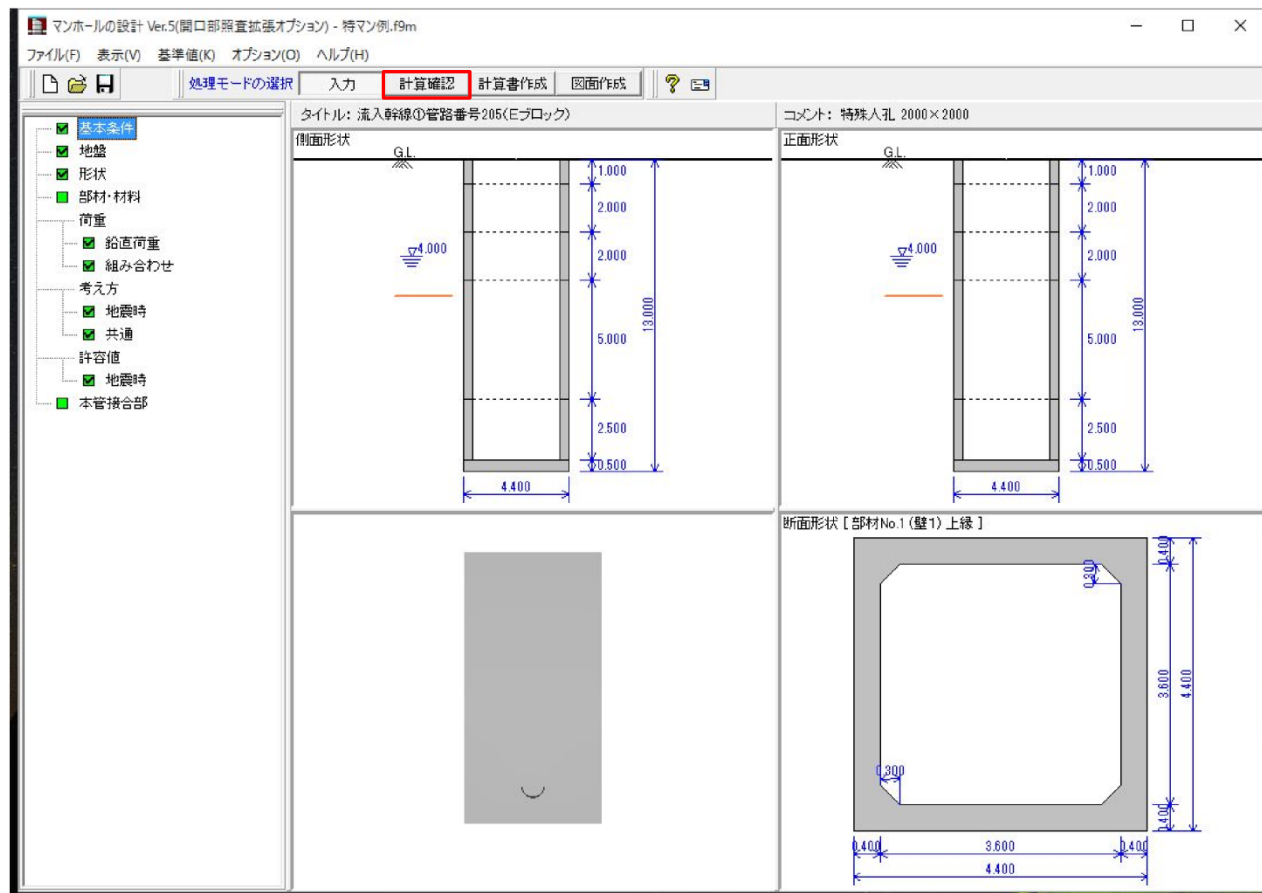 マンホールの設計 Ver.5(開口部照査拡張オプション) - 特マン例.f9m
ファイル(F) 表示(V) 基準値(K) オプション(O) ヘルプ(H)
処理モードの選択 入力 計算確認 計算書作成 図面作成
タイトル: 流入幹線①管路番号205(Eブロック)
コメント: 特殊人孔 2000×2000
基本条件
地盤
形状
部材・材料
荷重
鉛直荷重
組み合わせ
考え方
地震時
共通
許容値
地震時
本管接合部
側面形状
G.L.
1.000
2.000
4.000
2.000
13.000
5.000
2.500
0.500
4.400
正面形状
G.L.
1.000
2.000
4.000
2.000
13.000
5.000
2.500
0.500
4.400
断面形状 [ 部材No.1 (壁1) 上縁 ]
0.400
0.300
3.600
4.400
0.300
0.400
0.400
3.600
0.400
4.400